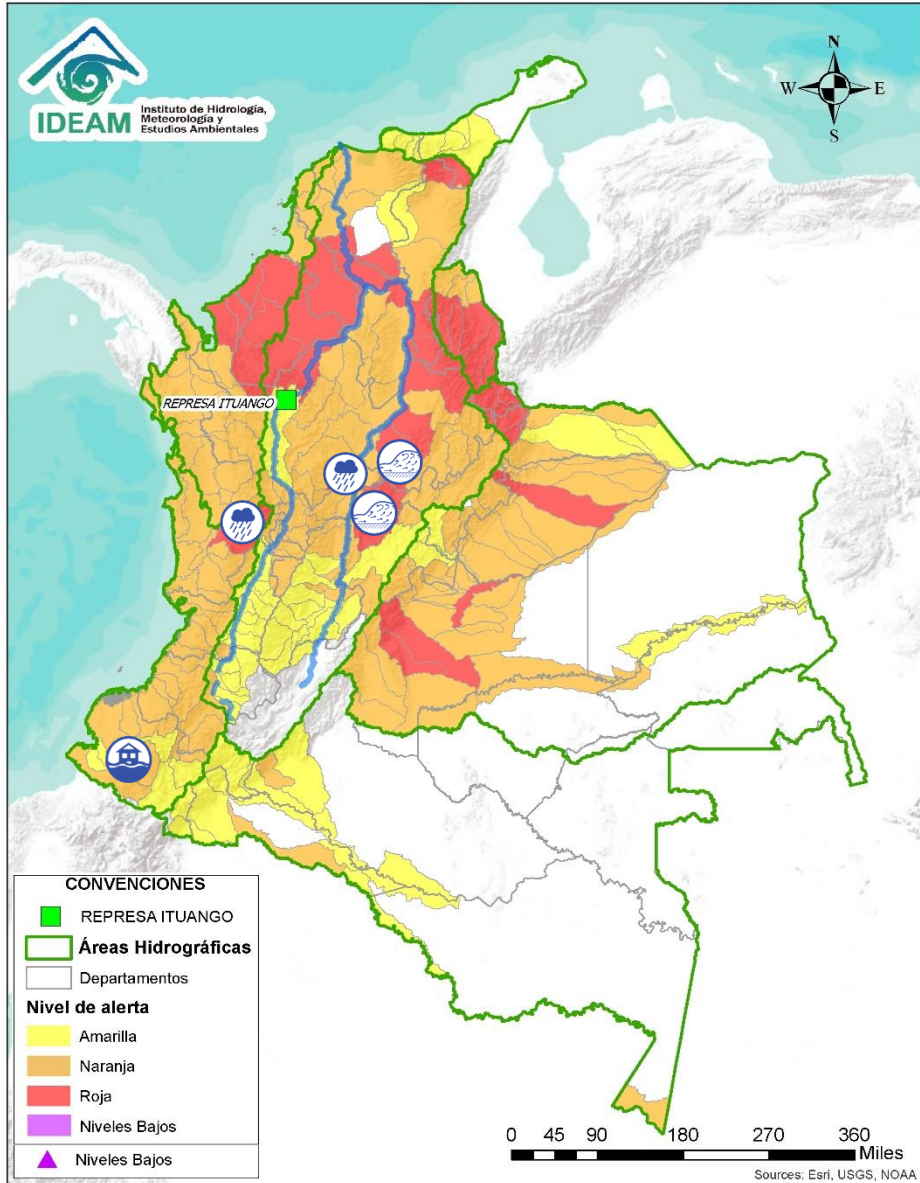 IDEAM
Instituto de Hidrología,
Meteorología y
Estudios Ambientales
N
W E
S
REPRESA ITUANGO
CONVENCIONES
REPRESA ITUANGO
Áreas Hidrográficas
Departamentos
Nivel de alerta
Amarilla
Naranja
Roja
Niveles Bajos
Niveles Bajos
0 45 90 180 270 360
Miles
Sources: Esri, USGS, NOAA